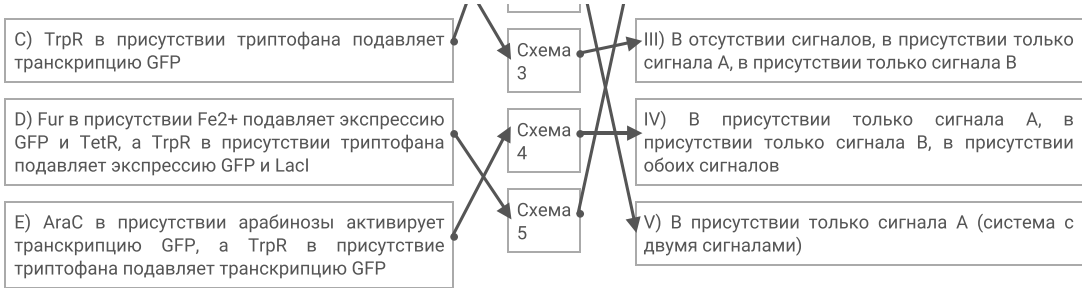 C) TrpR в присутствии триптофана подавляет
транскрипцию GFP
Схема
3
III) В отсутствии сигналов, в присутствии только
сигнала A, в присутствии только сигнала B
D) Fur в присутствии Fe2+ подавляет экспрессию
GFP и TetR, а TrpR в присутствии триптофана
подавляет экспрессию GFP и LacI
Схема
4
IV) В присутствии только сигнала A, в
присутствии только сигнала B, в присутствии
обоих сигналов
E) AraC в присутствии арабинозы активирует
транскрипцию GFP, а TrpR в присутствие
триптофана подавляет транскрипцию GFP
Схема
5
V) В присутствии только сигнала A (система с
двумя сигналами)